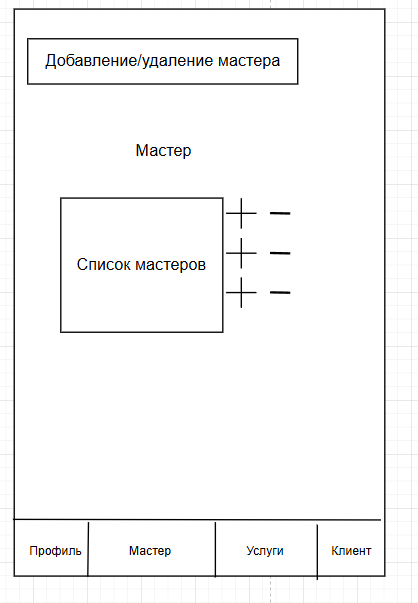 Добавление/удаление мастера
Мастер
Список мастеров
Профиль
Мастер
Услуги
Клиент